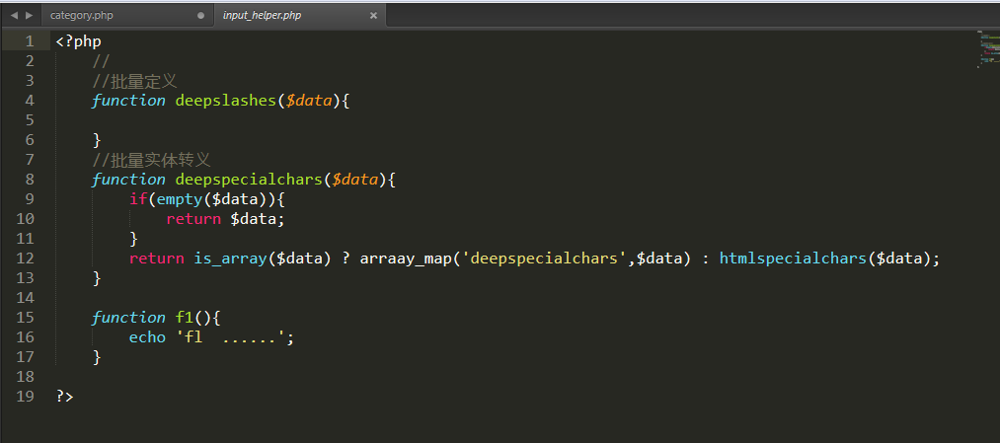 category.php
input_helper.php
1 <?php
2 //
3 //批量定义
4 function deepslashes($data){
5
6 }
7 //批量实体转义
8 function deepspecialchars($data){
9 if(empty($data)){
10 return $data;
11 }
12 return is_array($data) ? arraay_map('deepspecialchars',$data) : htmlspecialchars($data);
13 }
14
15 function f1(){
16 echo 'fl  ......';
17 }
18
19 ?>